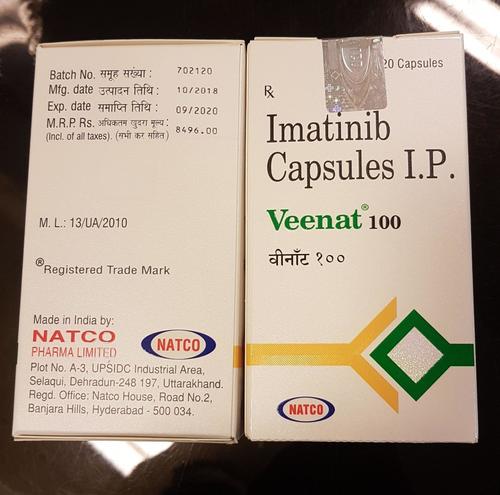 Batch No. समूह संख्या : 702120
Mfg. date उत्पादन तिथि : 10/2018
Exp. date समाप्ति तिथि : 09/2020
M.R.P. Rs. अधिकतम खुदरा मूल्य : 8496.00
(Incl. of all taxes). (सभी कर सहित)
M. L.: 13/UA/2010
®Registered Trade Mark
Made in India by:
NATCO
PHARMA LIMITED
NATCO
Plot No. A-3, UPSIDC Industrial Area,
Selaqui, Dehradun-248 197, Uttarakhand.
Regd. Office: Natco House, Road No.2,
Banjara Hills, Hyderabad - 500 034.
20 Capsules
℞
Imatinib
Capsules I.P.
Veenat® 100
वीनाँट १००
NATCO